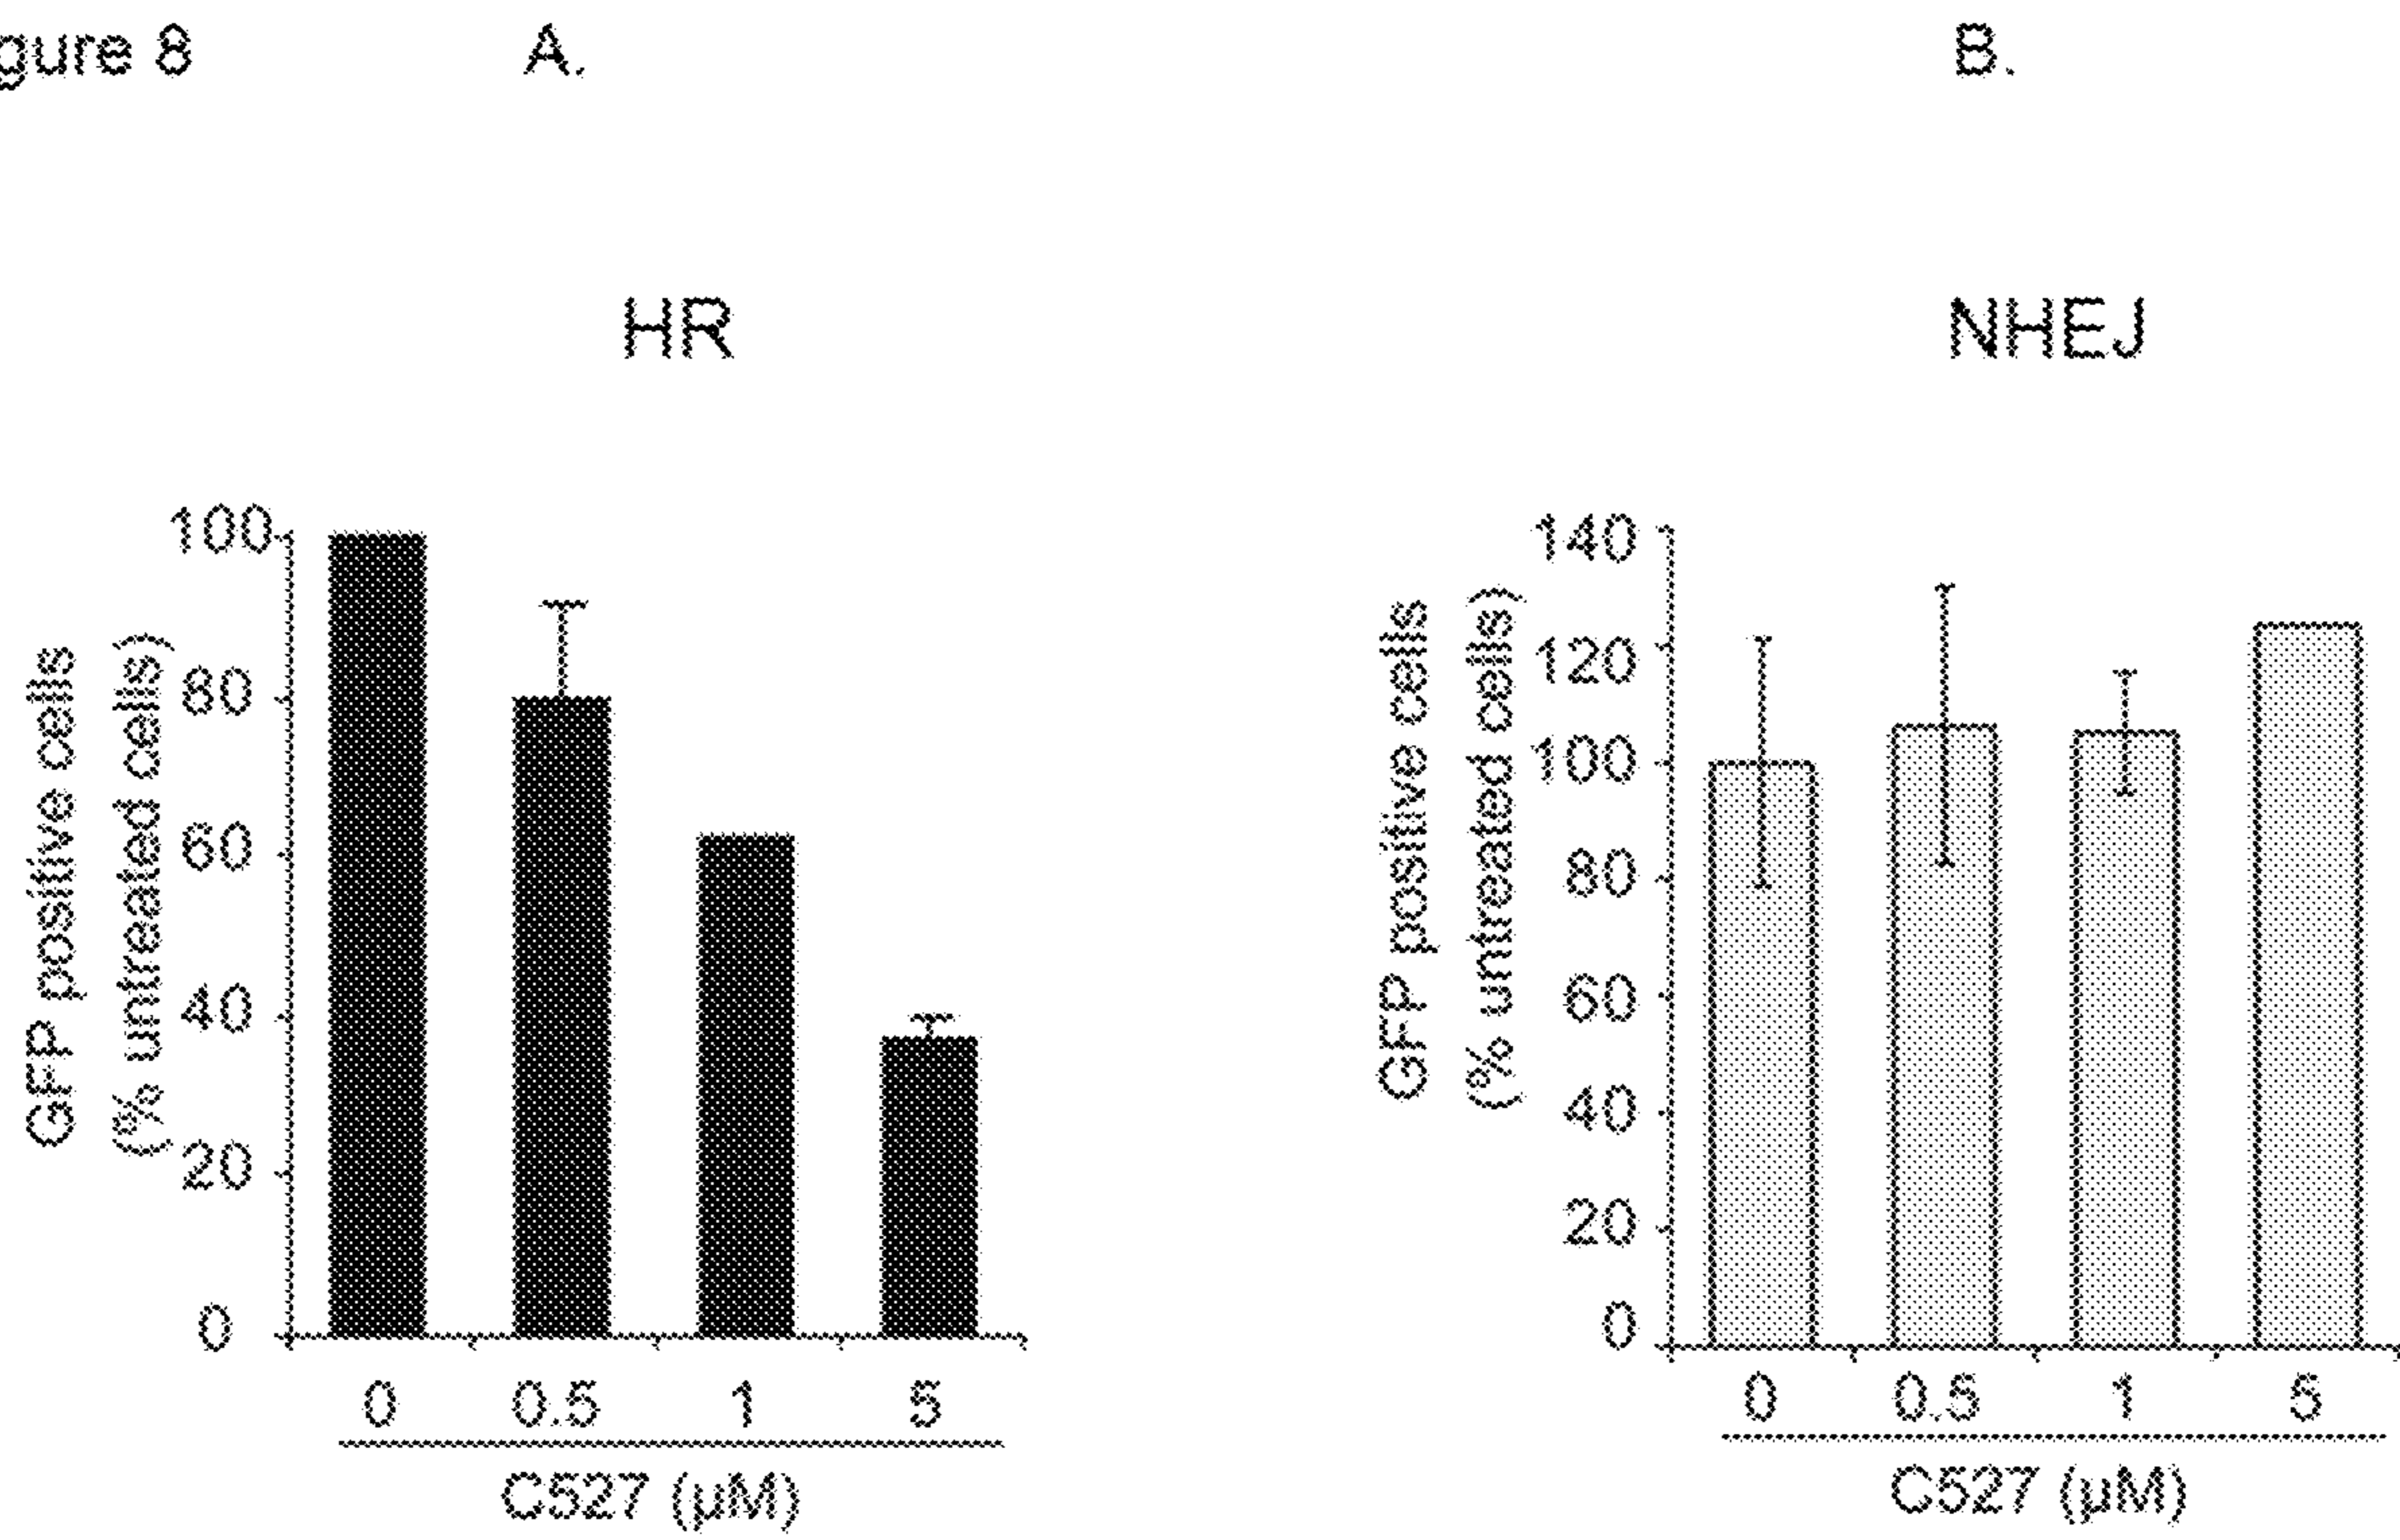 gure 8
A.
HR
GFP positive cells
(% untreated cells)
100
80
60
40
20
0
0 0.5 1 5
C527 (µM)
B.
NHEJ
GFP positive cells
(% untreated cells)
140
120
100
80
60
40
20
0
0 0.5 1 5
C527 (µM)